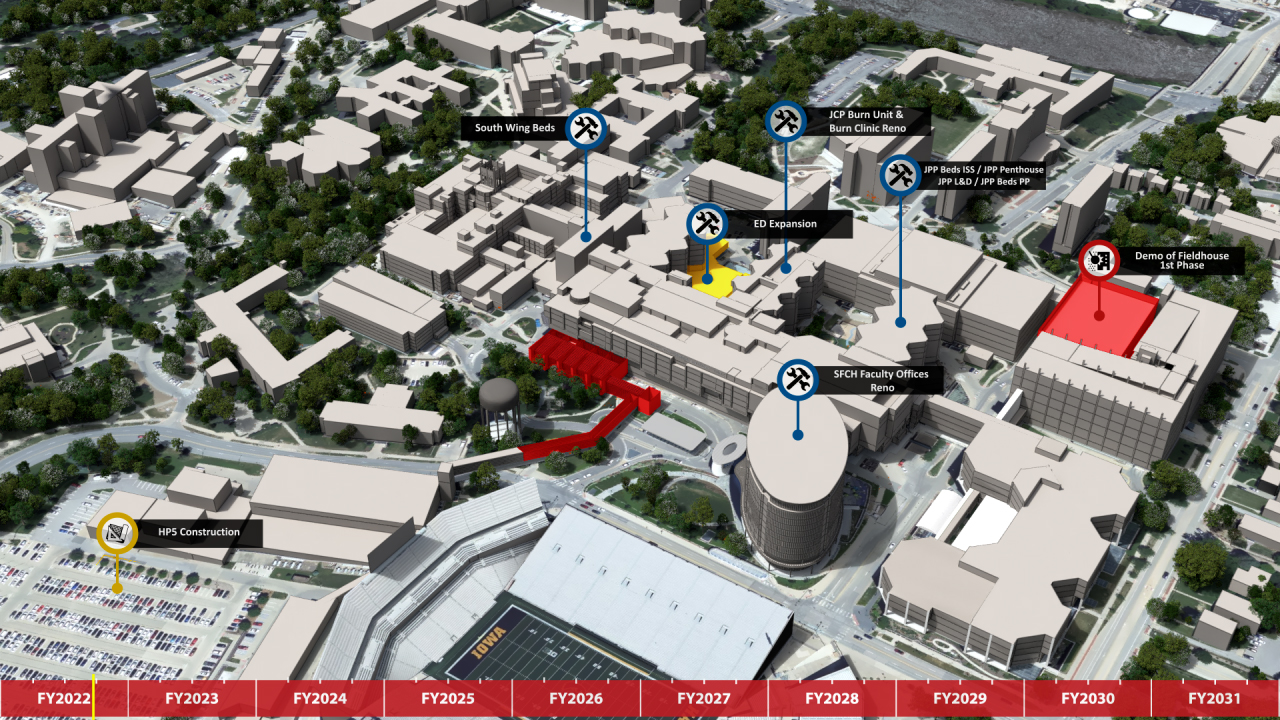 South Wing Beds
JCP Burn Unit &
Burn Clinic Reno
JPP Beds ISS / JPP Penthouse
JPP L&D / JPP Beds PP
ED Expansion
Demo of Fieldhouse
1st Phase
SFCH Faculty Offices
Reno
HP5 Construction
IOWA
FY2022
FY2023
FY2024
FY2025
FY2026
FY2027
FY2028
FY2029
FY2030
FY2031